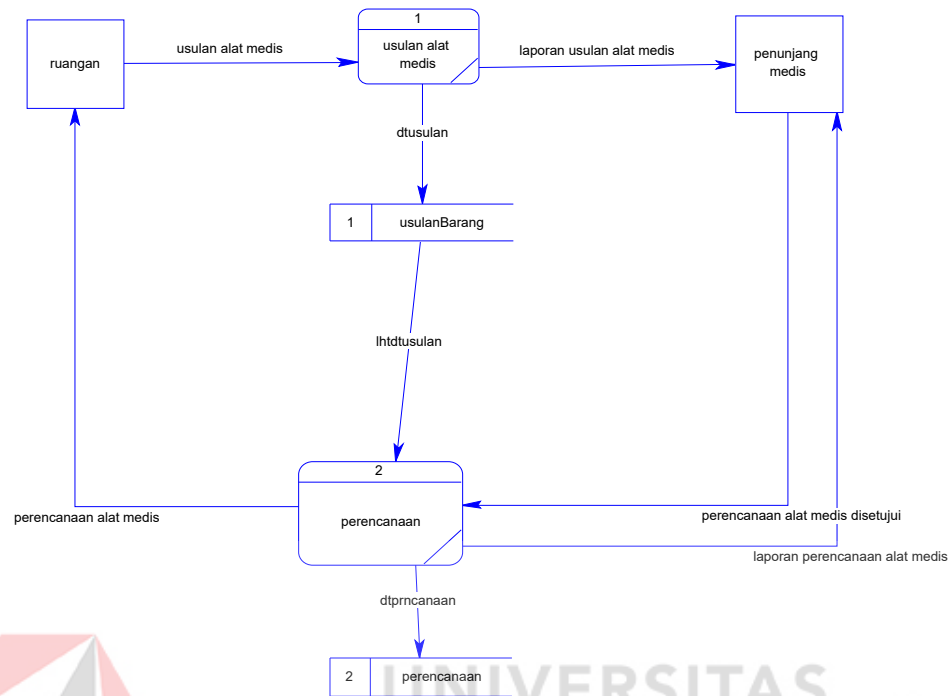 1
usulan alat
medis
ruangan
usulan alat medis
laporan usulan alat medis
penunjang
medis
dtusulan
1
usulanBarang
lhtdtusulan
2
perencanaan
perencanaan alat medis
perencanaan alat medis disetujui
laporan perencanaan alat medis
dtprncanaan
2
perencanaan
UNIVERSITAS